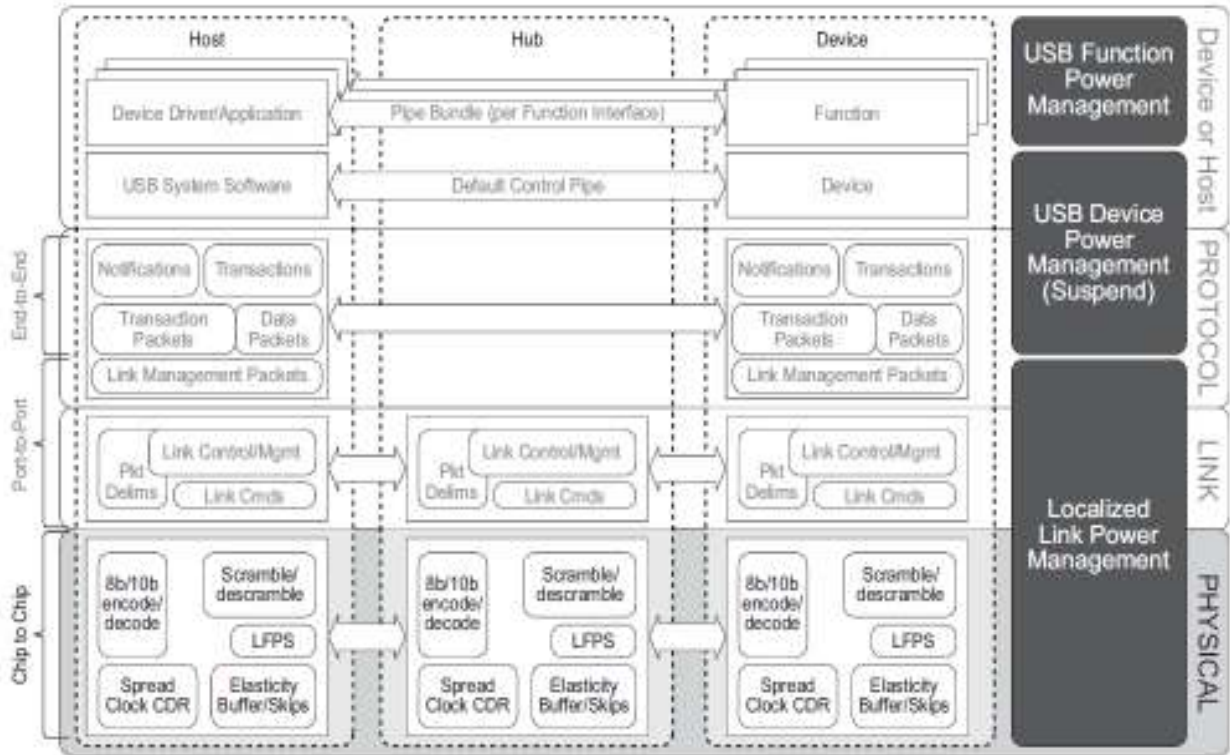 Host
Hub
Device
Device Driver/Application
Pipe Bundle (per Function Interface)
Function
USB System Software
Default Control Pipe
Device
USB Function
Power
Management
Device or Host
End-to-End
Notifications
Transactions
Transaction
Packets
Data
Packets
Link Management Packets
Notifications
Transactions
Transaction
Packets
Data
Packets
Link Management Packets
USB Device
Power
Management
(Suspend)
PROTOCOL
Port-to-Port
Link Control/Mgmt
Pkt
Delims
Link Cmds
Link Control/Mgmt
Pkt
Delims
Link Cmds
Link Control/Mgmt
Pkt
Delims
Link Cmds
LINK
Localized
Link Power
Management
Chip to Chip
8b/10b
encode/
decode
Scramble/
descramble
LFPS
Spread
Clock CDR
Elasticity
Buffer/Skips
8b/10b
encode/
decode
Scramble/
descramble
LFPS
Spread
Clock CDR
Elasticity
Buffer/Skips
8b/10b
encode/
decode
Scramble/
descramble
LFPS
Spread
Clock CDR
Elasticity
Buffer/Skips
PHYSICAL